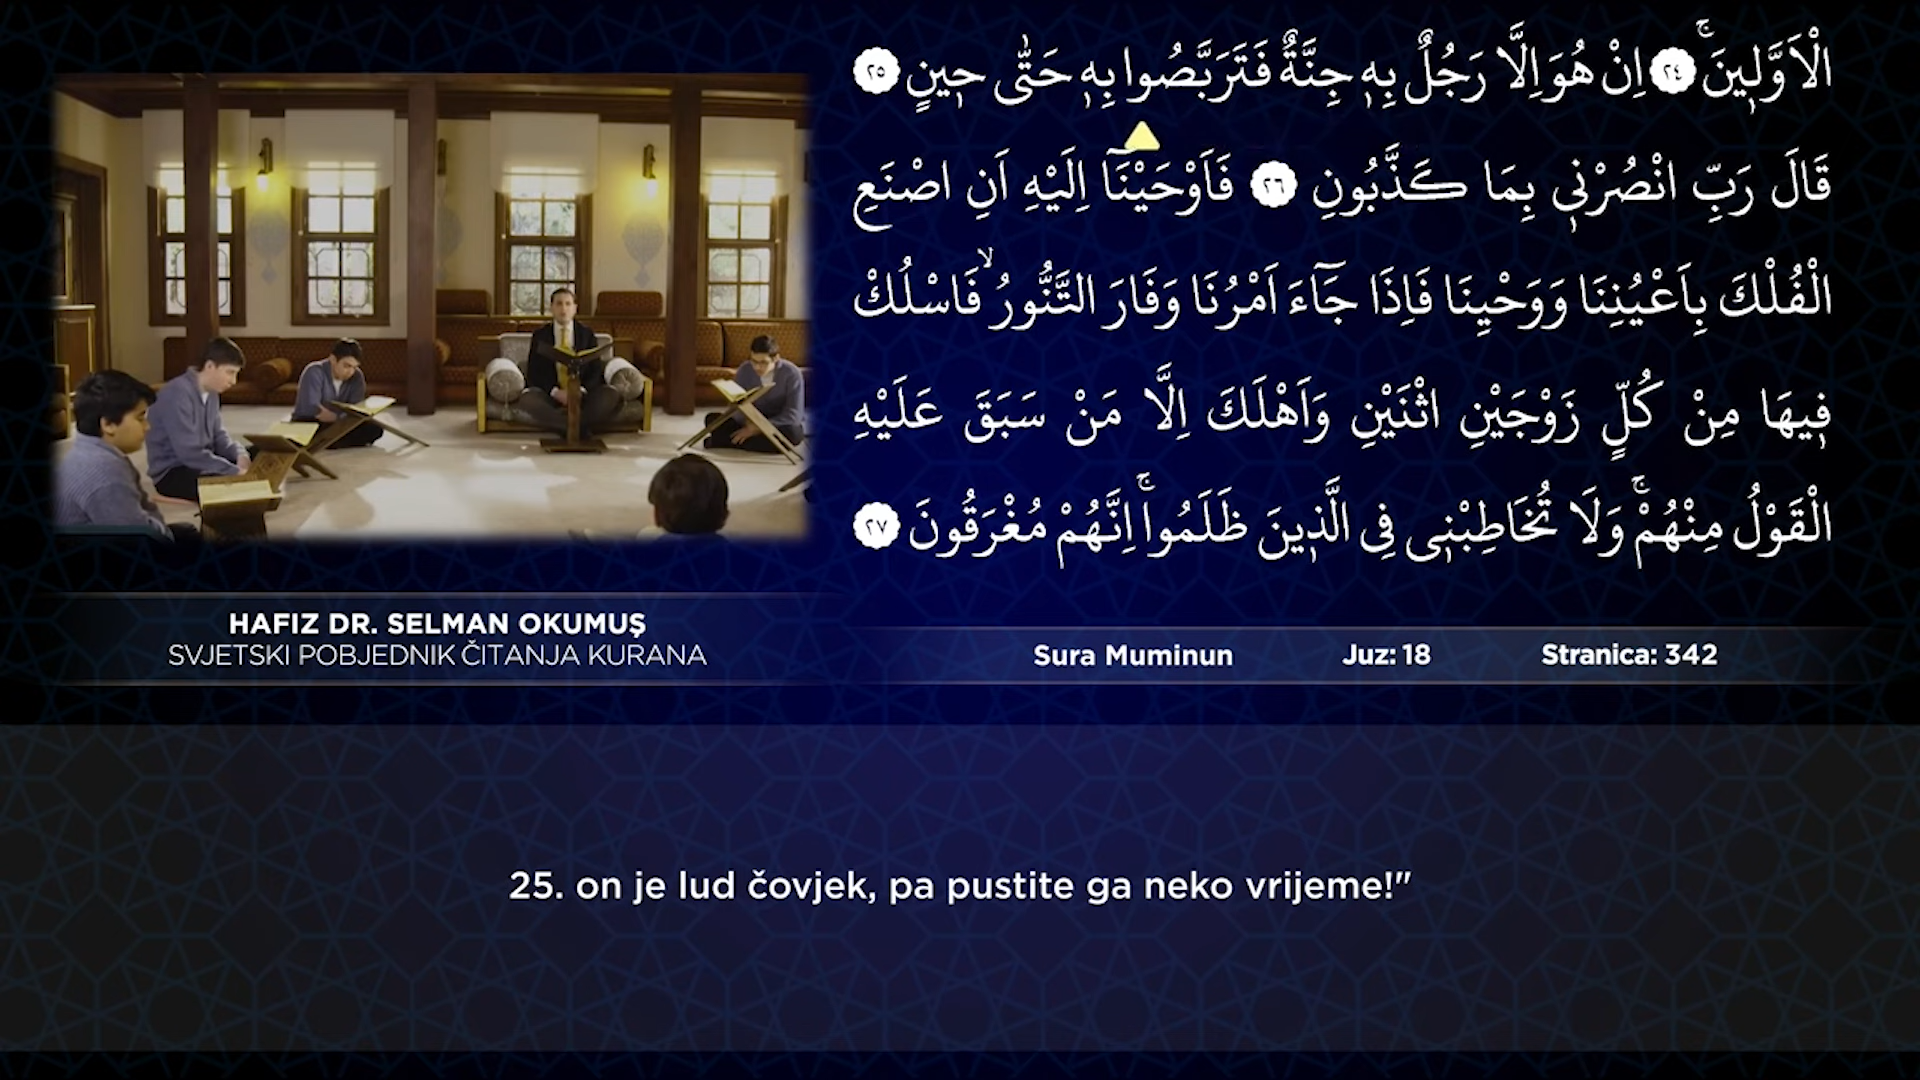 الْاَوَّلٖينَۚ ﴿٢٤﴾ اِنْ هُوَ اِلَّا رَجُلٌ بِهٖ جِنَّةٌ فَتَرَبَّصُوا بِهٖ حَتّٰى حٖينٍ ﴿٢٥﴾
قَالَ رَبِّ انْصُرْنٖي بِمَا كَذَّبُونِ ﴿٢٦﴾ فَاَوْحَيْنَٓا اِلَيْهِ اَنِ اصْنَعِ
الْفُلْكَ بِاَعْيُنِنَا وَوَحْيِنَا فَاِذَا جَٓاءَ اَمْرُنَا وَفَارَ التَّنُّورُۙ فَاسْلُكْ
فٖيهَا مِنْ كُلٍّ زَوْجَيْنِ اثْنَيْنِ وَاَهْلَكَ اِلَّا مَنْ سَبَقَ عَلَيْهِ
الْقَوْلُ مِنْهُمْۚ وَلَا تُخَاطِبْنٖى فِي الَّذٖينَ ظَلَمُواۚ اِنَّهُمْ مُغْرَقُونَ ﴿٢٧﴾
HAFIZ DR. SELMAN OKUMUŞ
SVJETSKI POBJEDNIK ČITANJA KURANA
Sura Muminun Juz: 18 Stranica: 342
25. on je lud čovjek, pa pustite ga neko vrijeme!"